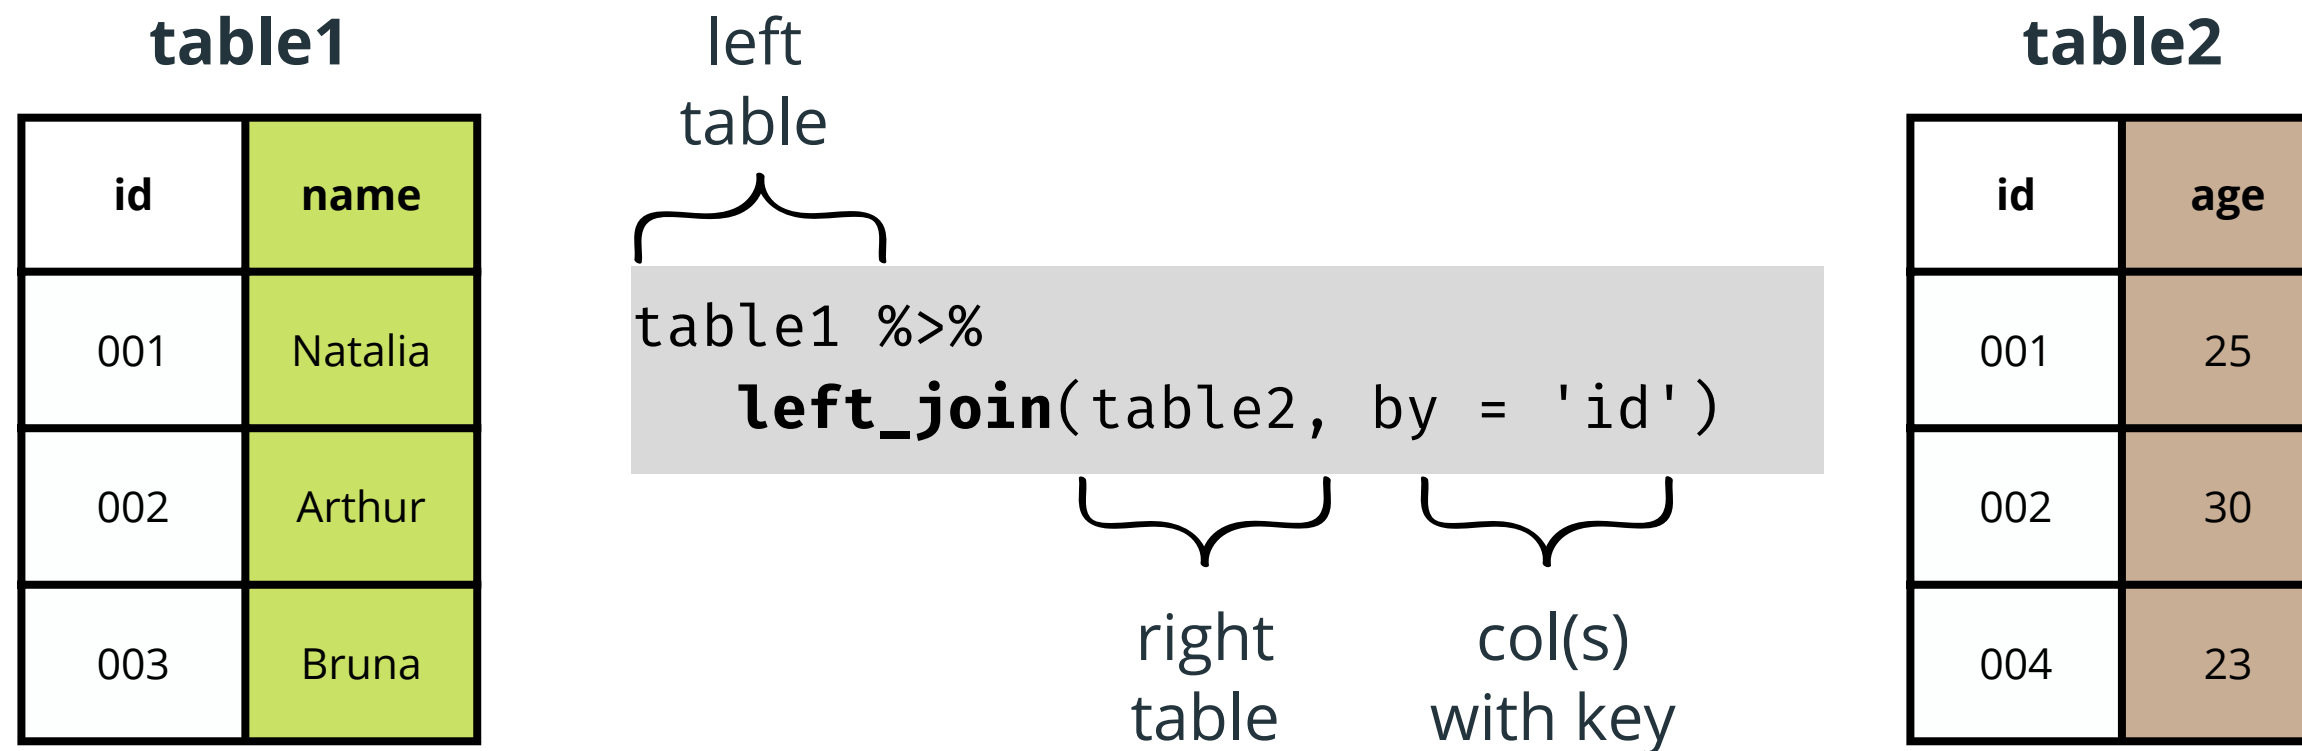 table1
id name
001 Natalia
002 Arthur
003 Bruna
left
table
table1 %>%
left_join(table2, by = 'id')
right
table
col(s)
with key
table2
id age
001 25
002 30
004 23